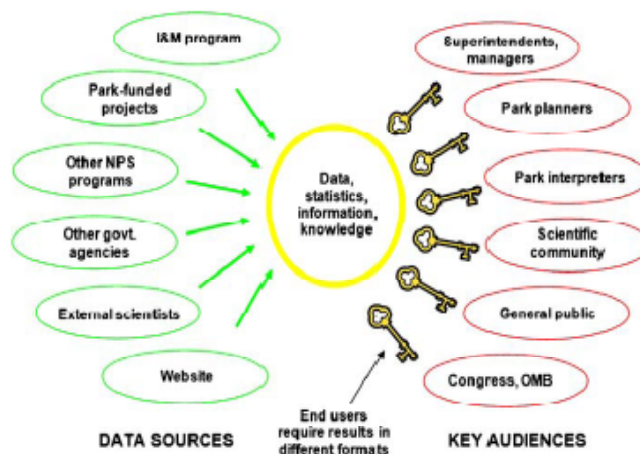 I&M program
Park-funded
projects
Other NPS
programs
Other govt.
agencies
External scientists
Website
DATA SOURCES
Data,
statistics,
information,
knowledge
End users
require results in
different formats
Superintendents,
managers
Park planners
Park interpreters
Scientific
community
General public
Congress, OMB
KEY AUDIENCES